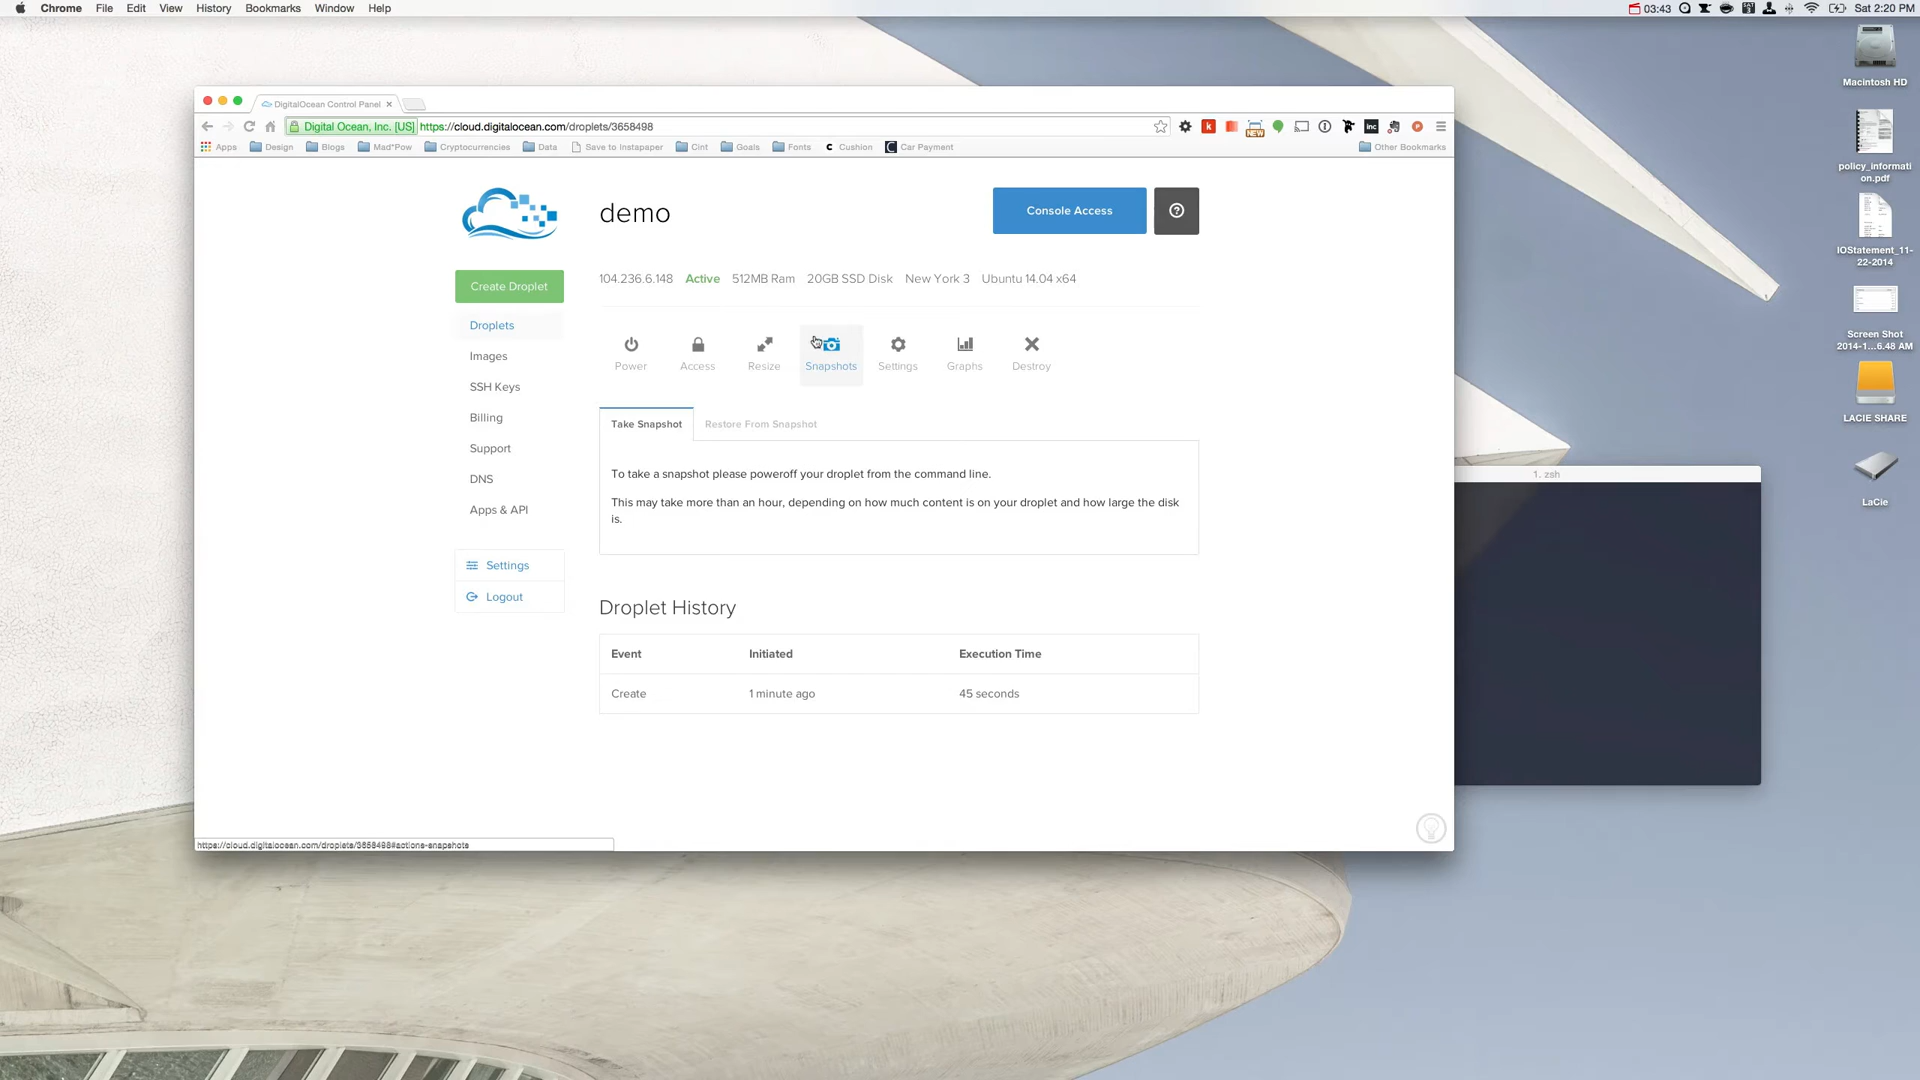 Chrome File Edit View History Bookmarks Window Help
03:43
Sat 2:20 PM
Macintosh HD
policy_informati
on.pdf
IOStatement_11-
22-2014
Screen Shot
2014-1...6.48 AM
LACIE SHARE
LaCie
DigitalOcean Control Panel
Digital Ocean, Inc. [US] https://cloud.digitalocean.com/droplets/3658498
NEW
inc
Apps Design Blogs Mad*Pow Cryptocurrencies Data Save to Instapaper Cint Goals Fonts Cushion Car Payment Other Bookmarks
demo
Console Access
104.236.6.148 Active 512MB Ram 20GB SSD Disk New York 3 Ubuntu 14.04 x64
Create Droplet
Droplets
Images
SSH Keys
Billing
Support
DNS
Apps & API
Settings
Logout
Power Access Resize Snapshots Settings Graphs Destroy
Take Snapshot Restore From Snapshot
To take a snapshot please poweroff your droplet from the command line.
This may take more than an hour, depending on how much content is on your droplet and how large the disk
is.
Droplet History
Event Initiated Execution Time
Create 1 minute ago 45 seconds
https://cloud.digitalocean.com/droplets/3658498#actions-snapshots
1. zsh